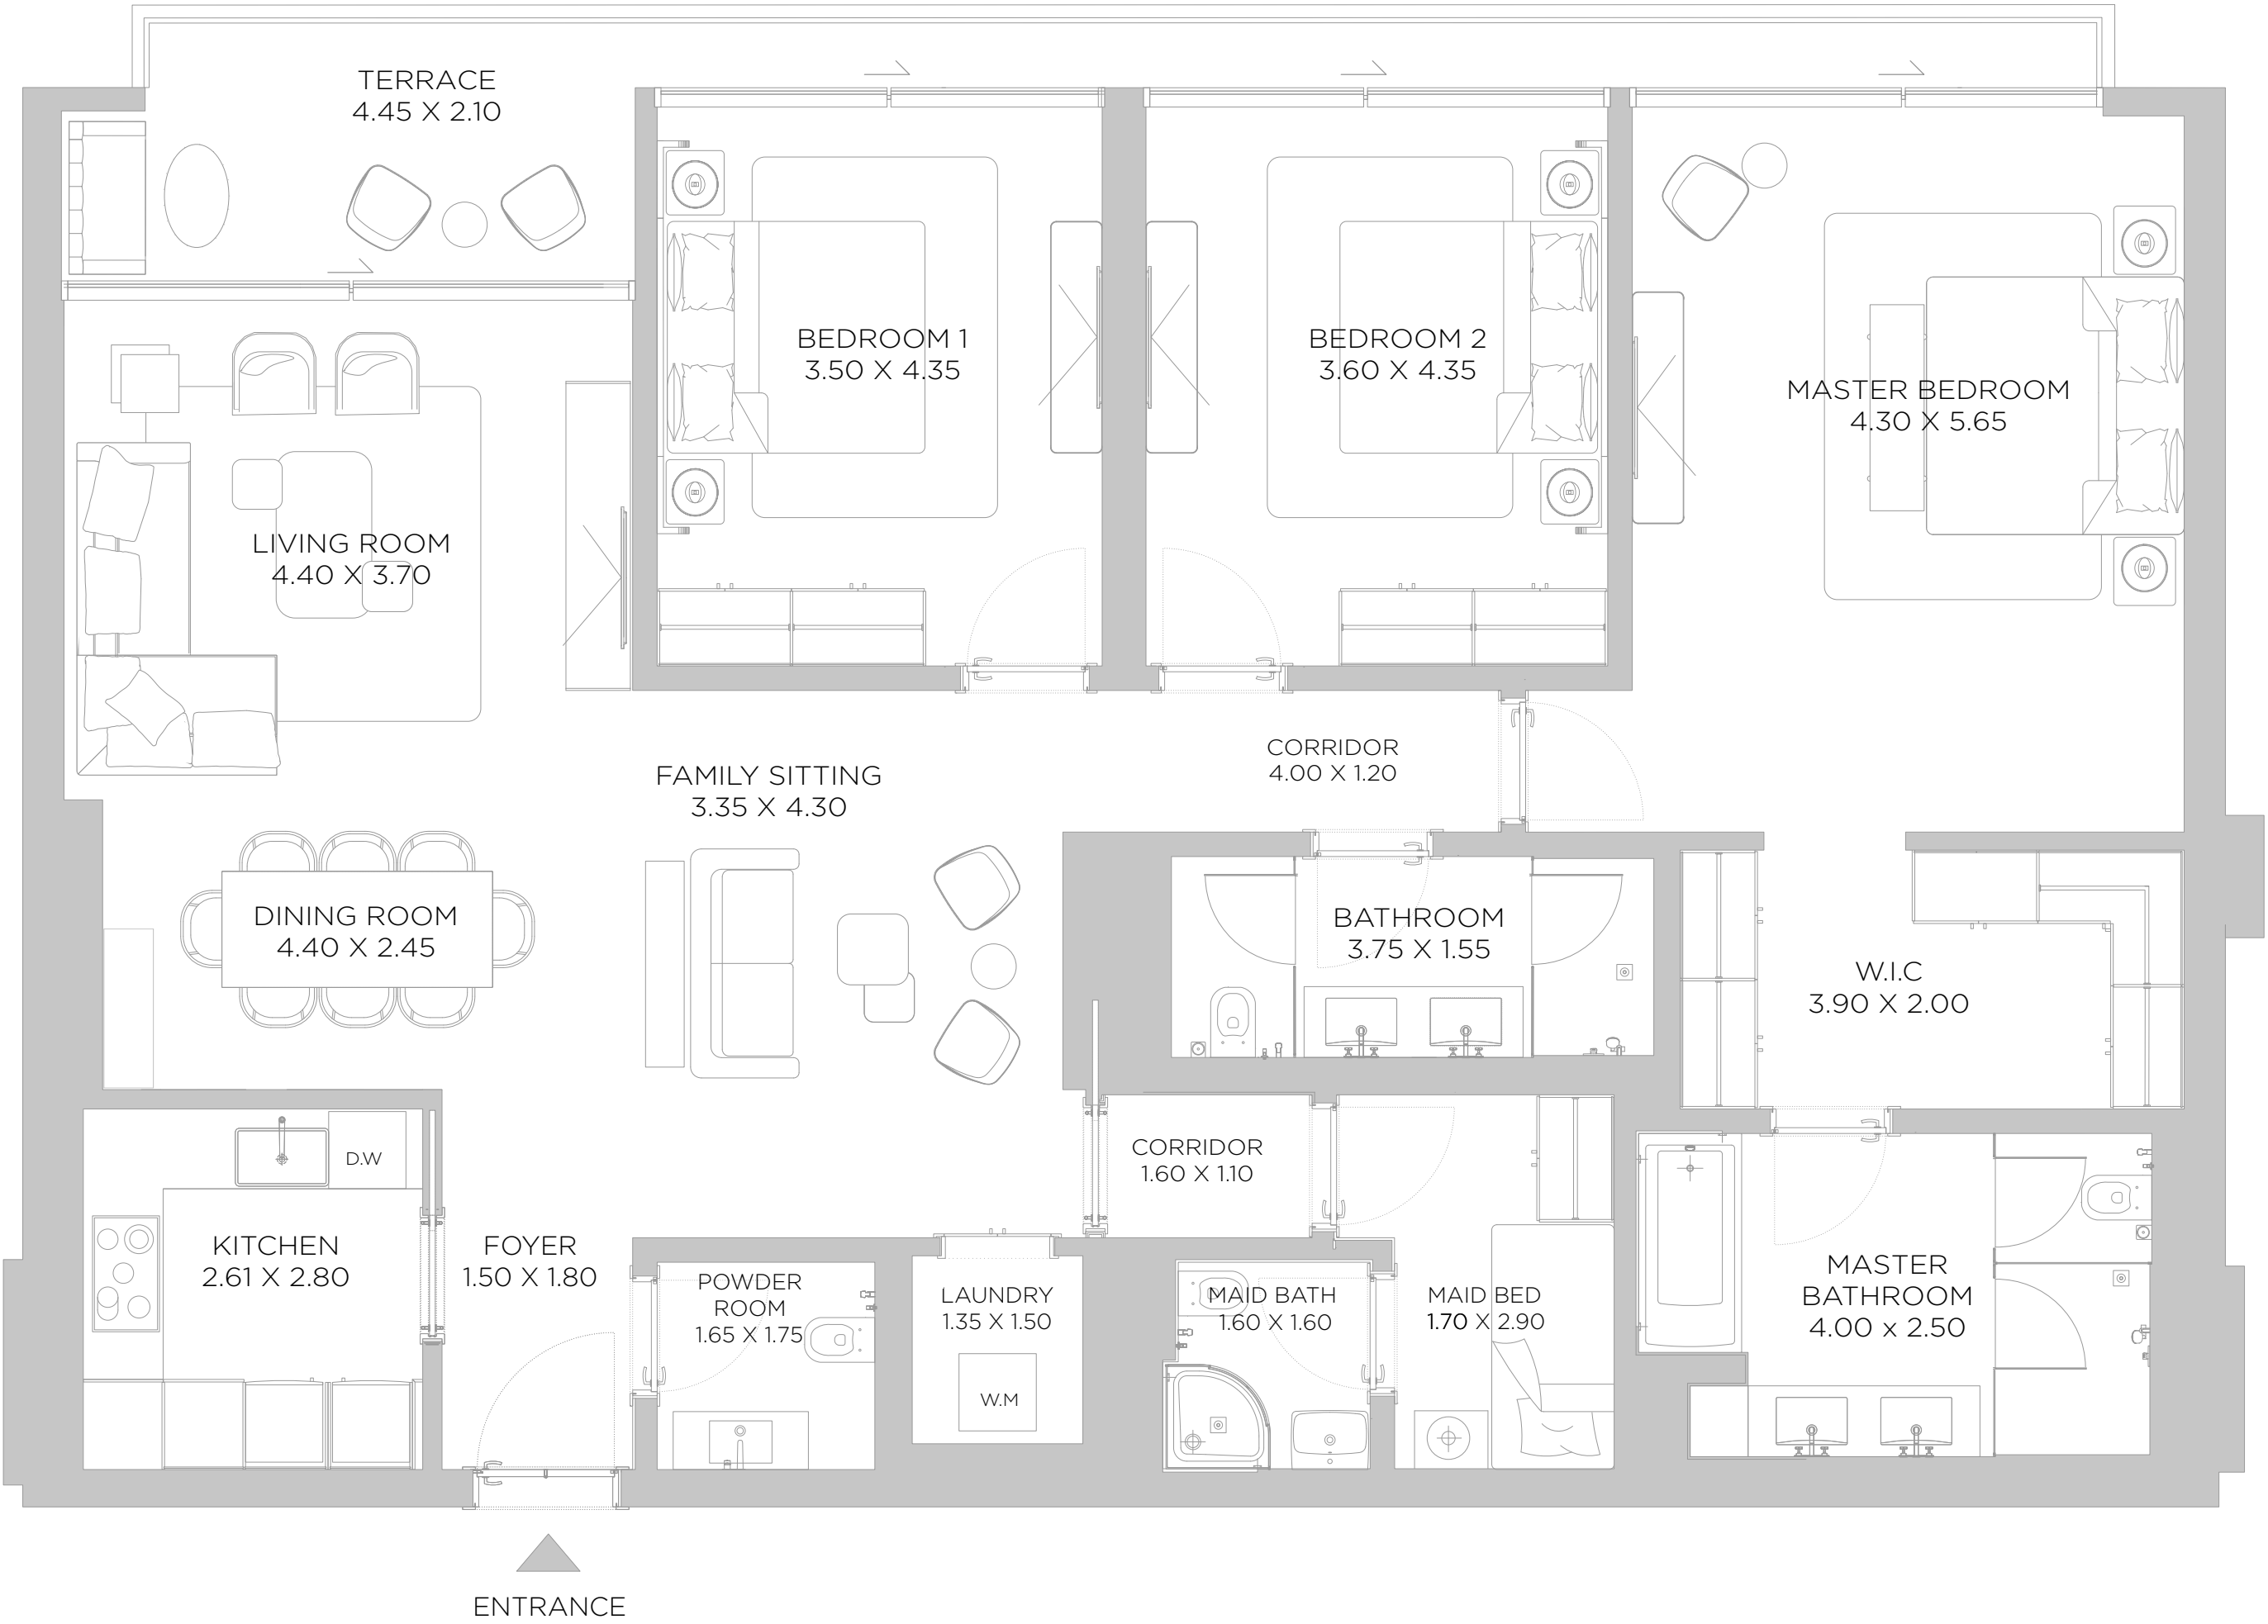 TERRACE
4.45 X 2.10
BEDROOM 1
3.50 X 4.35
BEDROOM 2
3.60 X 4.35
MASTER BEDROOM
4.30 X 5.65
LIVING ROOM
4.40 X 3.70
FAMILY SITTING
3.35 X 4.30
CORRIDOR
4.00 X 1.20
DINING ROOM
4.40 X 2.45
BATHROOM
3.75 X 1.55
W.I.C
3.90 X 2.00
D.W
CORRIDOR
1.60 X 1.10
KITCHEN
2.61 X 2.80
FOYER
1.50 X 1.80
POWDER
ROOM
1.65 X 1.75
LAUNDRY
1.35 X 1.50
W.M
MAID BATH
1.60 X 1.60
MAID BED
1.70 X 2.90
MASTER
BATHROOM
4.00 x 2.50
ENTRANCE